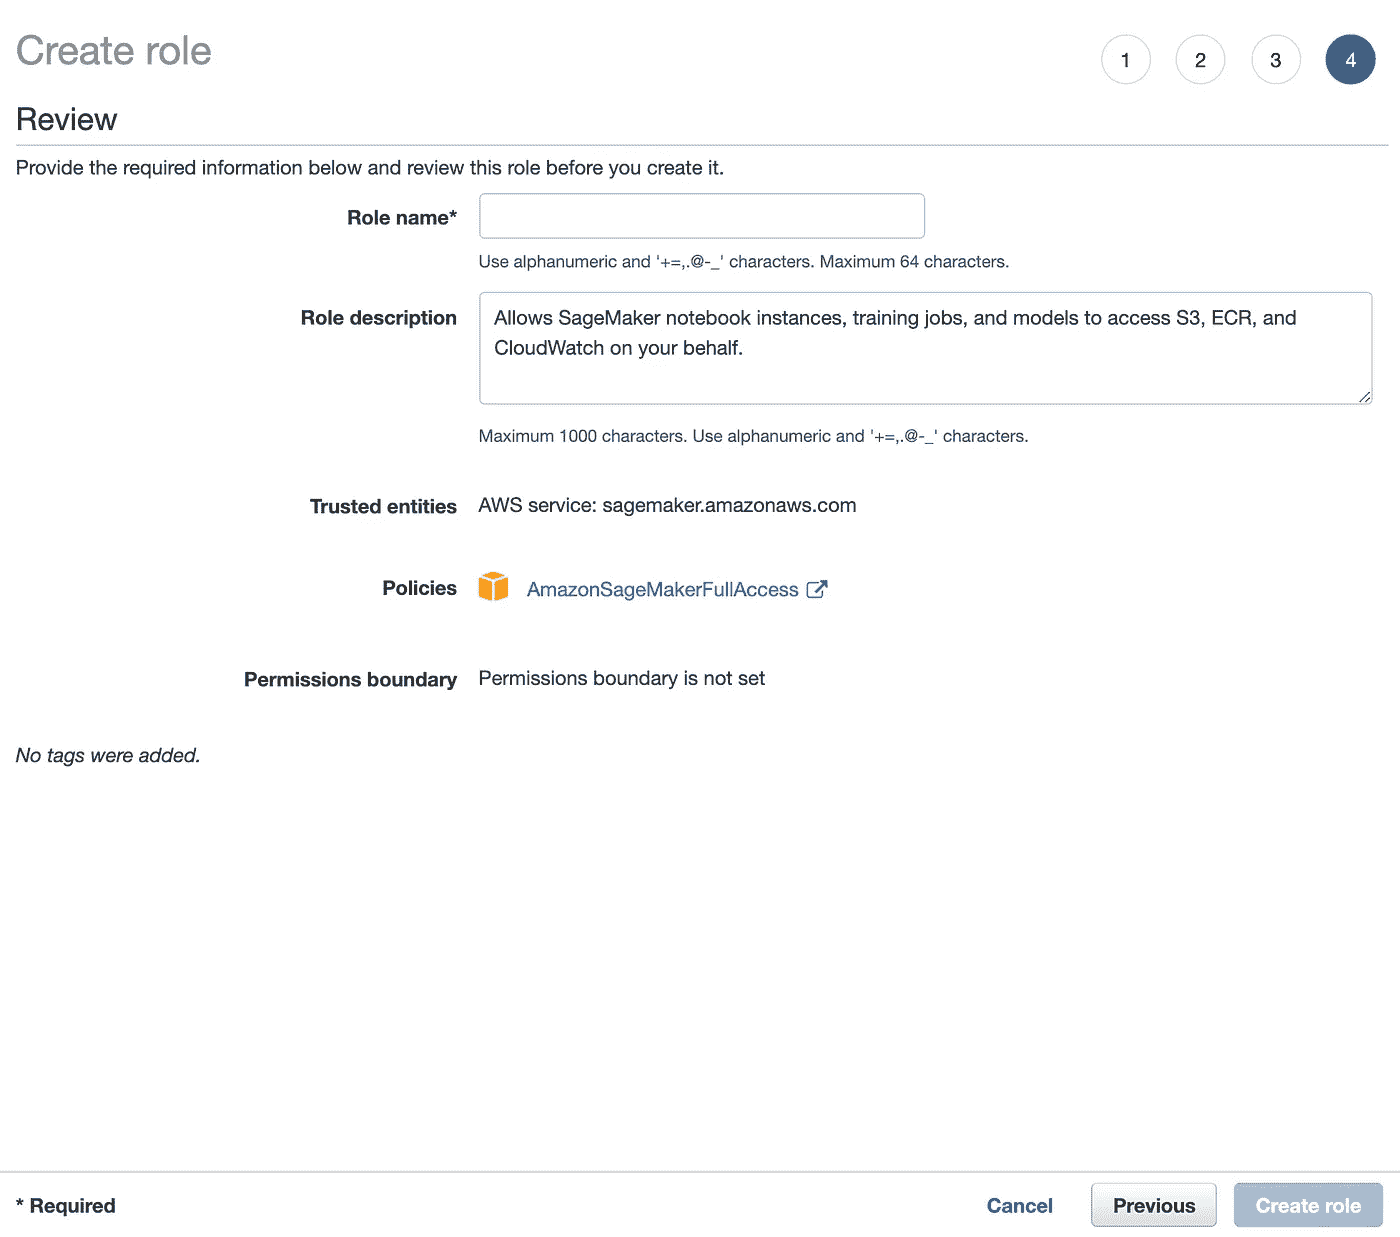 Create role
1 2 3 4
Review
Provide the required information below and review this role before you create it.
Role name*
Use alphanumeric and '+=,.@-_' characters. Maximum 64 characters.
Role description
Allows SageMaker notebook instances, training jobs, and models to access S3, ECR, and
CloudWatch on your behalf.
Maximum 1000 characters. Use alphanumeric and '+=,.@-_' characters.
Trusted entities AWS service: sagemaker.amazonaws.com
Policies AmazonSageMakerFullAccess
Permissions boundary Permissions boundary is not set
No tags were added.
* Required Cancel Previous Create role